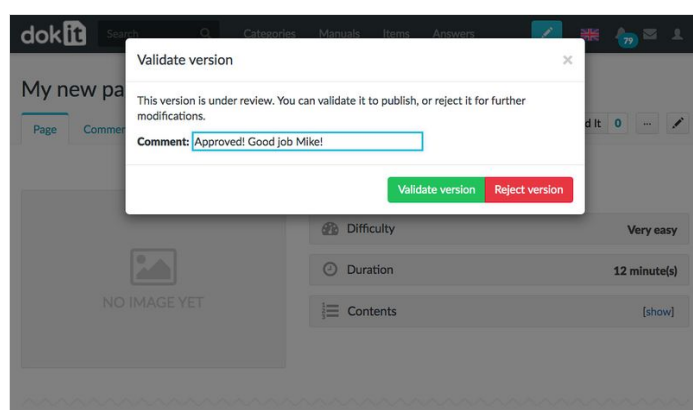 dokit
Search
Categories Manuals Items Answers
79
Validate version ×
My new pa
This version is under review. You can validate it to publish, or reject it for further
modifications.
Comment: Approved! Good job Mike!
Page
d It 0 ...
Validate version Reject version
Difficulty Very easy
Duration 12 minute(s)
NO IMAGE YET
Contents [show]